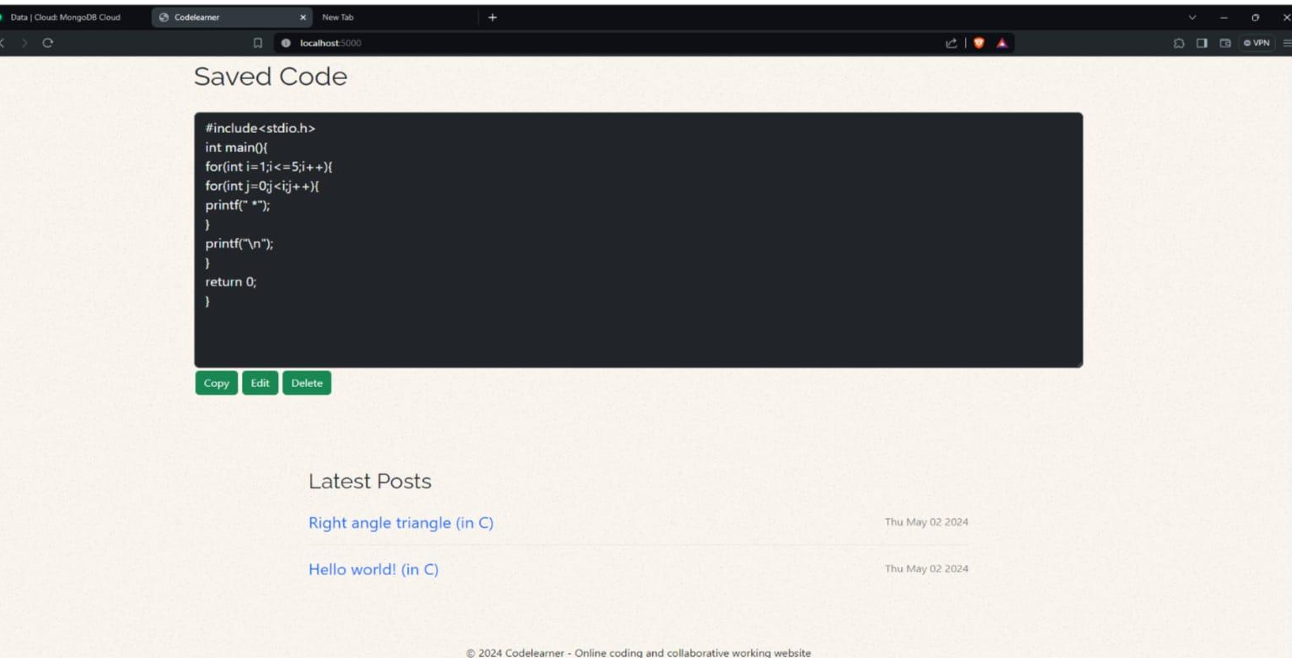 Data | Cloud: MongoDB Cloud
Codelearner
New Tab
localhost:5000
VPN
Saved Code
#include<stdio.h>
int main(){
for(int i=1;i<=5;i++){
for(int j=0;j<i;j++){
printf(" *");
}
printf("\n");
}
return 0;
}
Copy Edit Delete
Latest Posts
Right angle triangle (in C) Thu May 02 2024
Hello world! (in C) Thu May 02 2024
© 2024 Codelearner - Online coding and collaborative working website